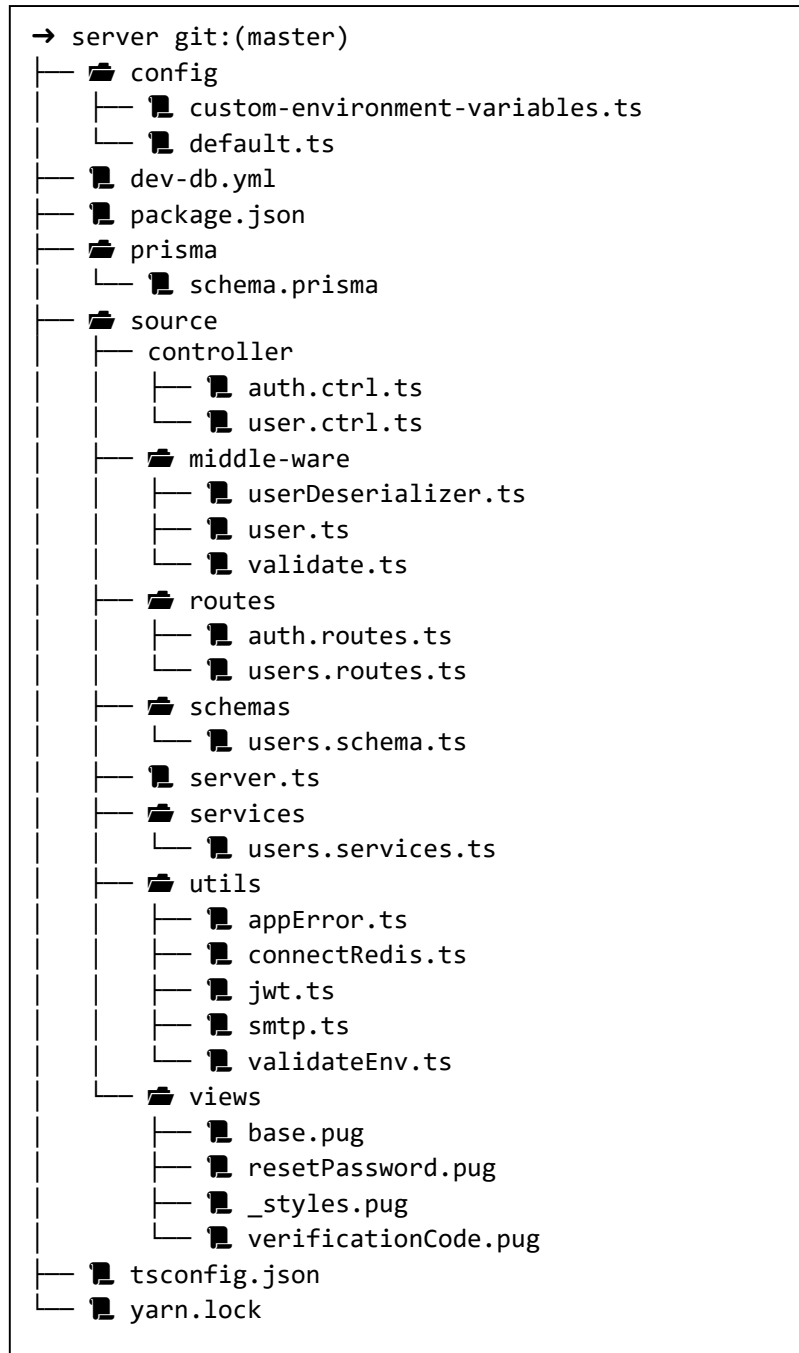 ➜ server git:(master)
├── 📂 config
│   ├── 📜 custom-environment-variables.ts
│   └── 📜 default.ts
├── 📜 dev-db.yml
├── 📜 package.json
├── 📂 prisma
│   └── 📜 schema.prisma
├── 📂 source
│   ├── controller
│   │   ├── 📜 auth.ctrl.ts
│   │   └── 📜 user.ctrl.ts
│   ├── 📂 middle-ware
│   │   ├── 📜 userDeserializer.ts
│   │   ├── 📜 user.ts
│   │   └── 📜 validate.ts
│   ├── 📂 routes
│   │   ├── 📜 auth.routes.ts
│   │   └── 📜 users.routes.ts
│   ├── 📂 schemas
│   │   └── 📜 users.schema.ts
│   ├── 📜 server.ts
│   ├── 📂 services
│   │   └── 📜 users.services.ts
│   ├── 📂 utils
│   │   ├── 📜 appError.ts
│   │   ├── 📜 connectRedis.ts
│   │   ├── 📜 jwt.ts
│   │   ├── 📜 smtp.ts
│   │   └── 📜 validateEnv.ts
│   └── 📂 views
│       ├── 📜 base.pug
│       ├── 📜 resetPassword.pug
│       ├── 📜 _styles.pug
│       └── 📜 verificationCode.pug
├── 📜 tsconfig.json
└── 📜 yarn.lock